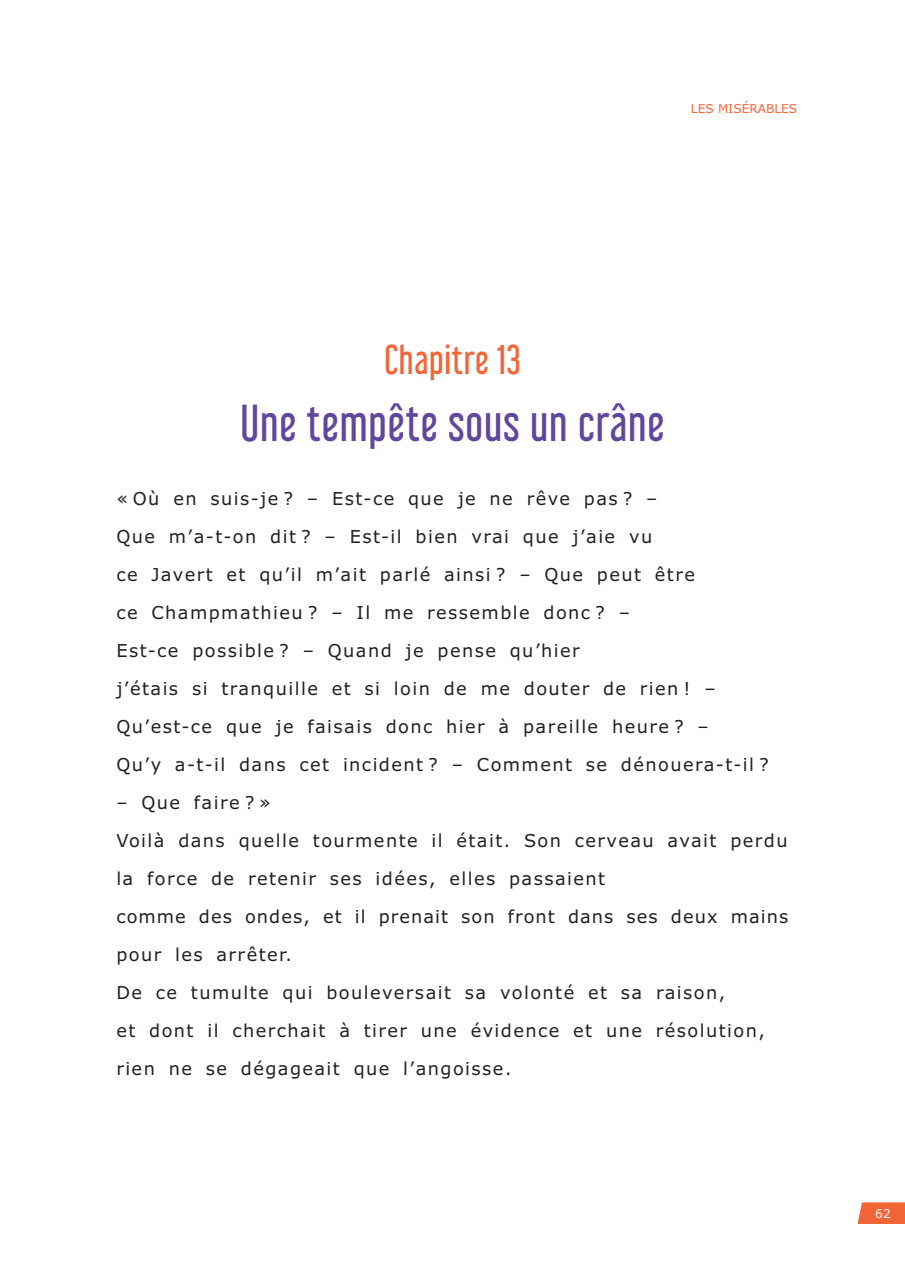 LES MISÉRABLES
Chapitre 13
Une tempête sous un crâne
« Où en suis-je ? – Est-ce que je ne rêve pas ? –
Que m’a-t-on dit ? – Est-il bien vrai que j’aie vu
ce Javert et qu’il m’ait parlé ainsi ? – Que peut être
ce Champmathieu ? – Il me ressemble donc ? –
Est-ce possible ? – Quand je pense qu’hier
j’étais si tranquille et si loin de me douter de rien ! –
Qu’est-ce que je faisais donc hier à pareille heure ? –
Qu’y a-t-il dans cet incident ? – Comment se dénouera-t-il ?
– Que faire ? »
Voilà dans quelle tourmente il était. Son cerveau avait perdu
la force de retenir ses idées, elles passaient
comme des ondes, et il prenait son front dans ses deux mains
pour les arrêter.
De ce tumulte qui bouleversait sa volonté et sa raison,
et dont il cherchait à tirer une évidence et une résolution,
rien ne se dégageait que l’angoisse.
62